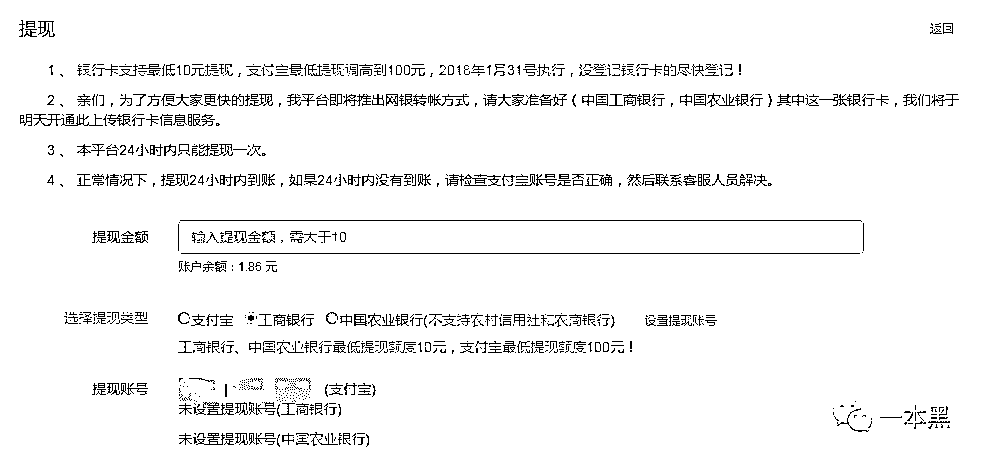 提现
返回
1 、 银行卡支持最低10元提现，支付宝最低提现调高到100元，2018年1月31号执行，没登记银行卡的尽快登记！
2 、 亲们，为了方便大家更快的提现，我平台即将推出网银转帐方式，请大家准备好（中国工商银行，中国农业银行）其中这一张银行卡，我们将于
明天开通此上传银行卡信息服务。
3 、 本平台24小时内只能提现一次。
4 、 正常情况下，提现24小时内到账，如果24小时内没有到账，请检查支付宝账号是否正确，然后联系客服人员解决。
提现金额
输入提现金额，需大于10
账户余额：1.86 元
选择提现类型 支付宝 工商银行 中国农业银行(不支持农村信用社和农商银行) 设置提现账号
工商银行、中国农业银行最低提现额度10元，支付宝最低提现额度100元！
提现账号 | (支付宝)
未设置提现账号(工商银行)
未设置提现账号(中国农业银行)
一本黑